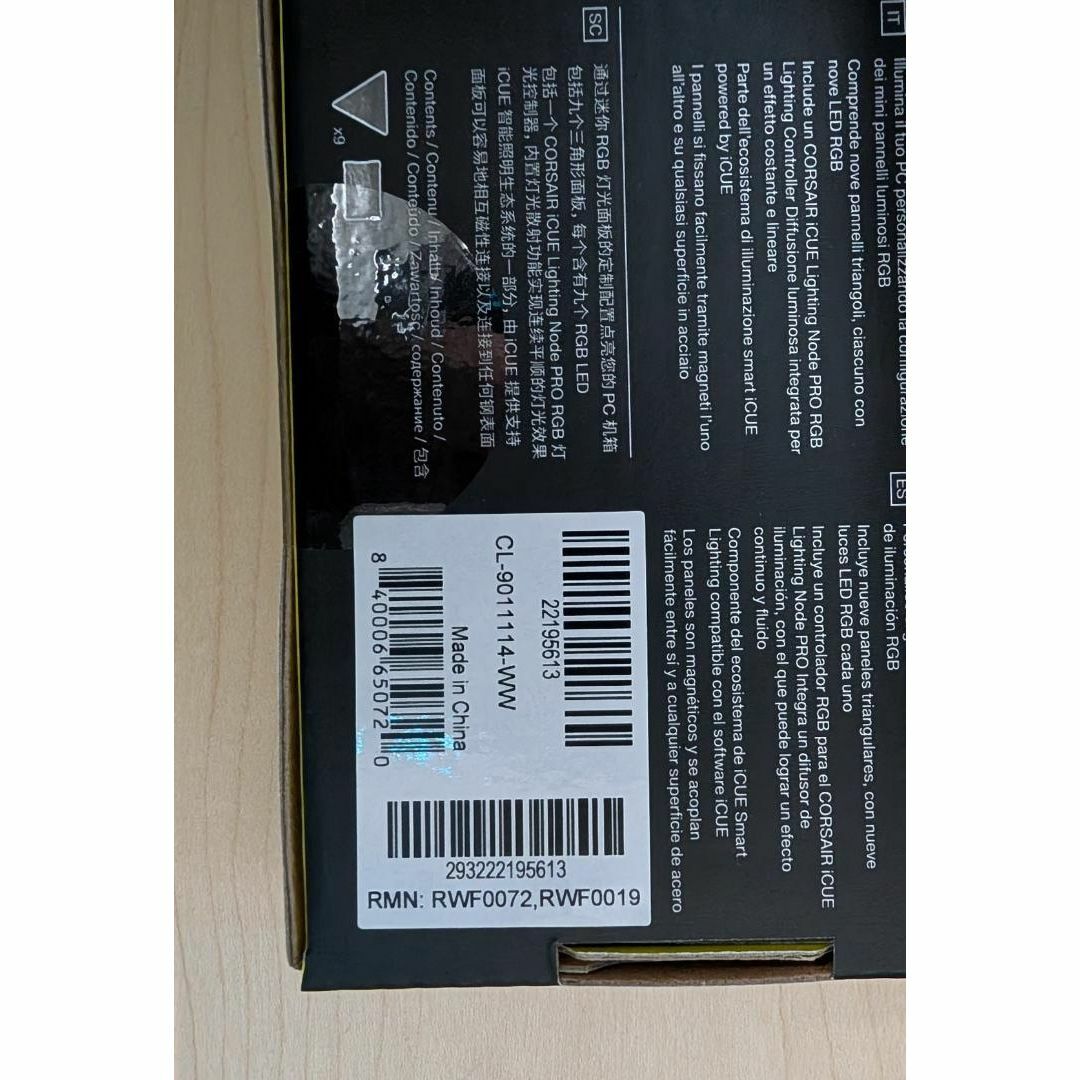 IT
dei mini pannelli luminosi RGB
Comprende nove pannelli triangolari, ciascuno con
nove LED RGB
Include un CORSAIR iCUE Lighting Node PRO RGB
Lighting Controller Diffusione luminosa integrata per
un effetto costante e lineare
Parte dell'ecosistema di illuminazione smart iCUE
powered by iCUE
I pannelli si fissano facilmente tramite magneti l'uno
all'altro e su qualsiasi superficie in acciaio
SC
通过迷你 RGB 灯光面板的定制配置点亮您的 PC 机箱
包括九个三角形面板, 每个含有九个 RGB LED
包括一个 CORSAIR iCUE Lighting Node PRO RGB 灯
光控制器, 内置灯光散射功能实现连续平顺的灯光效果
iCUE 智能照明生态系统的一部分, 由 iCUE 提供支持
面板可以容易地相互磁性连接以及连接到任何钢表面
Contents / Contenu / Inhalt / Inhoud / Contenuto /
Contenido / Conteúdo / Zawartość / содержание / 包含
x9
ES
de iluminación RGB
Incluye nueve paneles triangulares, con nueve
luces LED RGB cada uno
Incluye un controlador RGB para el CORSAIR iCUE
Lighting Node PRO Integra un difusor de
iluminación, con el que puede lograr un efecto
continuo y fluido
Componente del ecosistema de iCUE Smart
Lighting compatible con el software iCUE
Los paneles son magnéticos y se acoplan
fácilmente entre sí y a cualquier superficie de acero
22195613
CL-9011114-WW
Made in China
8 40006 65072 0
293222195613
RMN: RWF0072,RWF0019